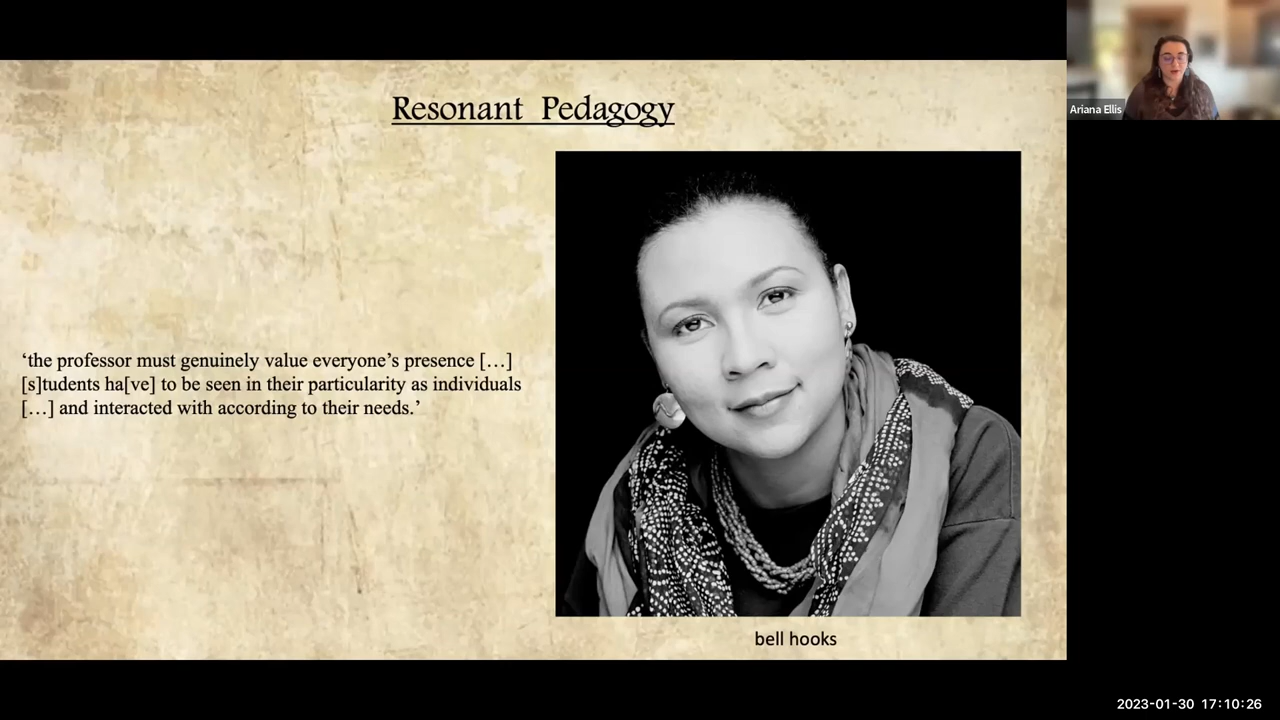 Resonant Pedagogy
Ariana Ellis
‘the professor must genuinely value everyone’s presence […]
[s]tudents ha[ve] to be seen in their particularity as individuals
[…] and interacted with according to their needs.’
bell hooks
2023-01-30 17:10:26